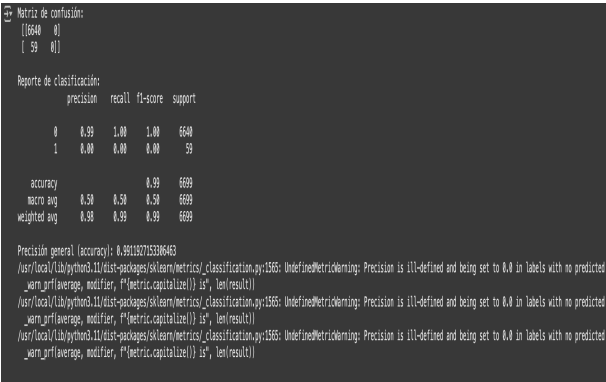 Matriz de confusión:
[[6640 0]
[ 59 0]]
Reporte de clasificación:
precision recall f1-score support
0 0.99 1.00 1.00 6640
1 0.00 0.00 0.00 59
accuracy 0.99 6699
macro avg 0.50 0.50 0.50 6699
weighted avg 0.98 0.99 0.99 6699
Precisión general (accuracy): 0.9911927153306463
/usr/local/lib/python3.11/dist-packages/sklearn/metrics/_classification.py:1565: UndefinedMetricWarning: Precision is ill-defined and being set to 0.0 in labels with no predicted
_warn_prf(average, modifier, f"{metric.capitalize()} is", len(result))
/usr/local/lib/python3.11/dist-packages/sklearn/metrics/_classification.py:1565: UndefinedMetricWarning: Precision is ill-defined and being set to 0.0 in labels with no predicted
_warn_prf(average, modifier, f"{metric.capitalize()} is", len(result))
/usr/local/lib/python3.11/dist-packages/sklearn/metrics/_classification.py:1565: UndefinedMetricWarning: Precision is ill-defined and being set to 0.0 in labels with no predicted
_warn_prf(average, modifier, f"{metric.capitalize()} is", len(result))